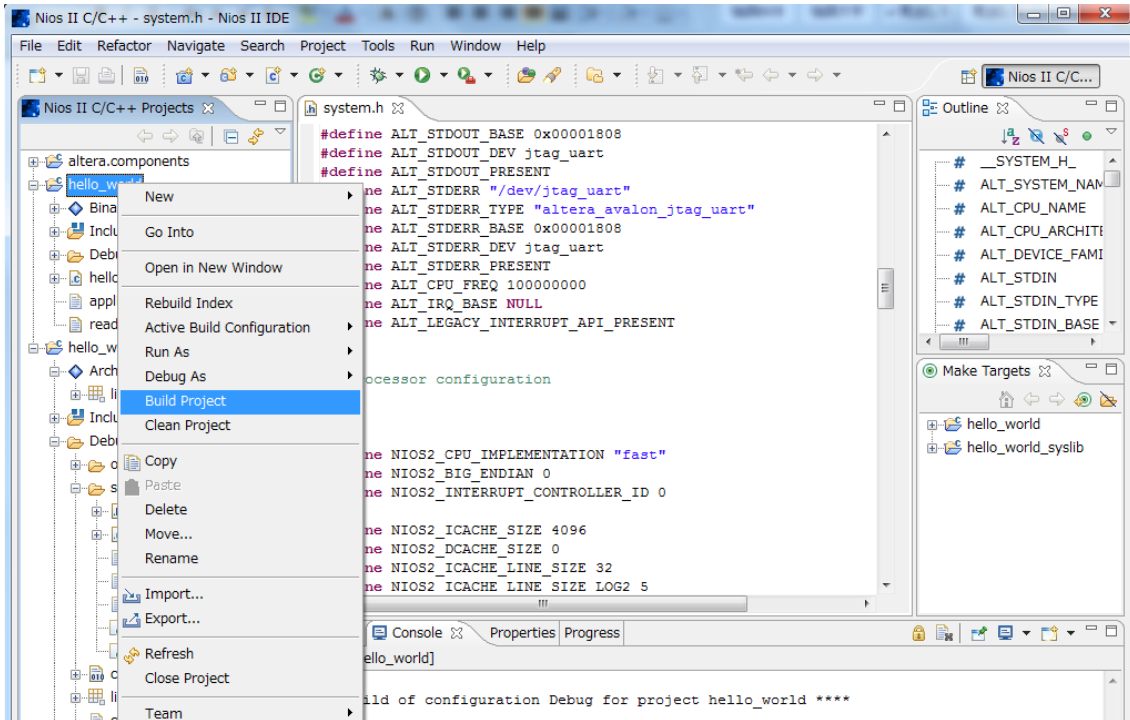 Nios II C/C++ - system.h - Nios II IDE
File Edit Refactor Navigate Search Project Tools Run Window Help
Nios II C/C...
Nios II C/C++ Projects
altera.components
hello_world
Bina
Inclu
Debu
hello
appl
read
hello_w
Arch
li
Inclu
Debu
o
s
c
li
New
Go Into
Open in New Window
Rebuild Index
Active Build Configuration
Run As
Debug As
Build Project
Clean Project
Copy
Paste
Delete
Move...
Rename
Import...
Export...
Refresh
Close Project
Team
system.h
#define ALT_STDOUT_BASE 0x00001808
#define ALT_STDOUT_DEV jtag_uart
#define ALT_STDOUT_PRESENT
ne ALT_STDERR "/dev/jtag_uart"
ne ALT_STDERR_TYPE "altera_avalon_jtag_uart"
ne ALT_STDERR_BASE 0x00001808
ne ALT_STDERR_DEV jtag_uart
ne ALT_STDERR_PRESENT
ne ALT_CPU_FREQ 100000000
ne ALT_IRQ_BASE NULL
ne ALT_LEGACY_INTERRUPT_API_PRESENT
ocessor configuration
ne NIOS2_CPU_IMPLEMENTATION "fast"
ne NIOS2_BIG_ENDIAN 0
ne NIOS2_INTERRUPT_CONTROLLER_ID 0
ne NIOS2_ICACHE_SIZE 4096
ne NIOS2_DCACHE_SIZE 0
ne NIOS2_ICACHE_LINE_SIZE 32
ne NIOS2_ICACHE_LINE_SIZE_LOG2 5
Outline
# __SYSTEM_H_
# ALT_SYSTEM_NAM
# ALT_CPU_NAME
# ALT_CPU_ARCHITE
# ALT_DEVICE_FAMI
# ALT_STDIN
# ALT_STDIN_TYPE
# ALT_STDIN_BASE
Make Targets
hello_world
hello_world_syslib
Console Properties Progress
ello_world]
ild of configuration Debug for project hello_world ****